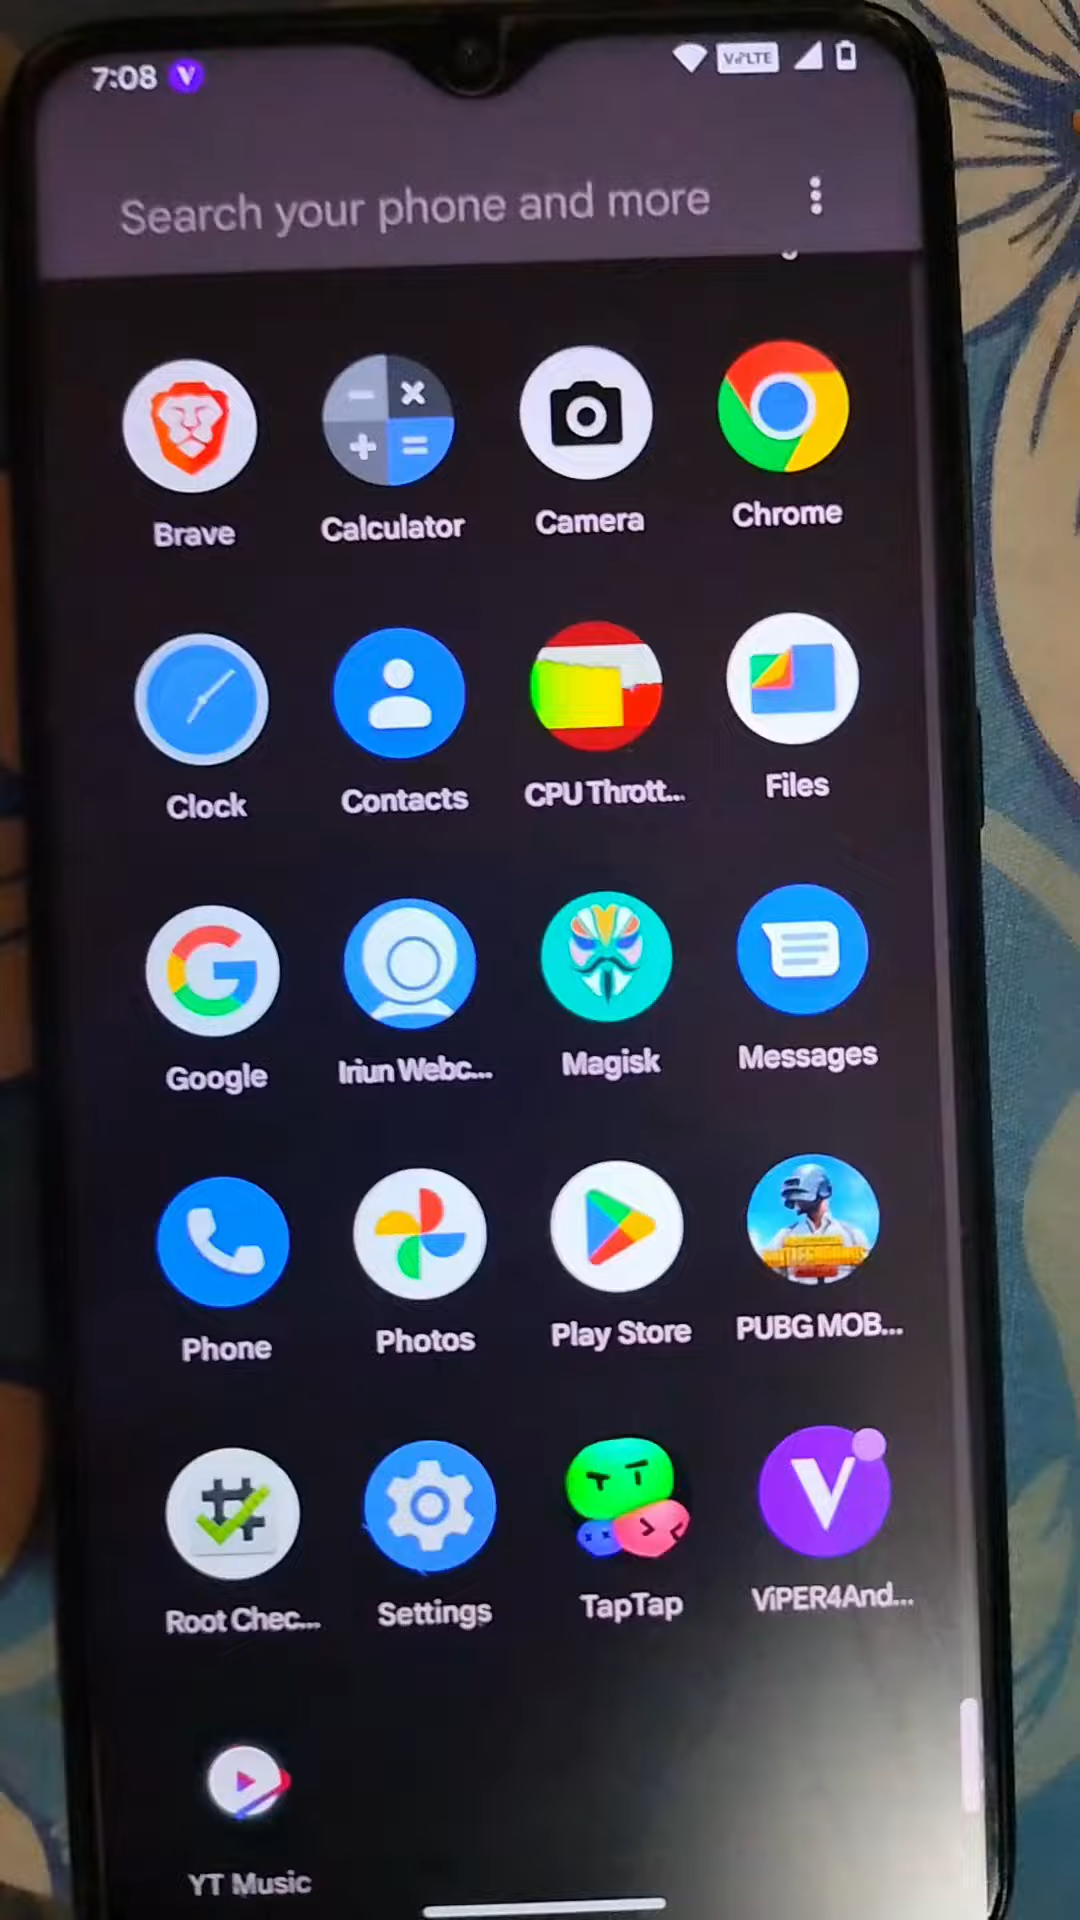 7:08 V VoLTE
Search your phone and more
Brave Calculator Camera Chrome
Clock Contacts CPU Thrott... Files
Google Iriun Webc... Magisk Messages
Phone Photos Play Store PUBG MOB...
Root Chec... Settings TapTap ViPER4And...
YT Music